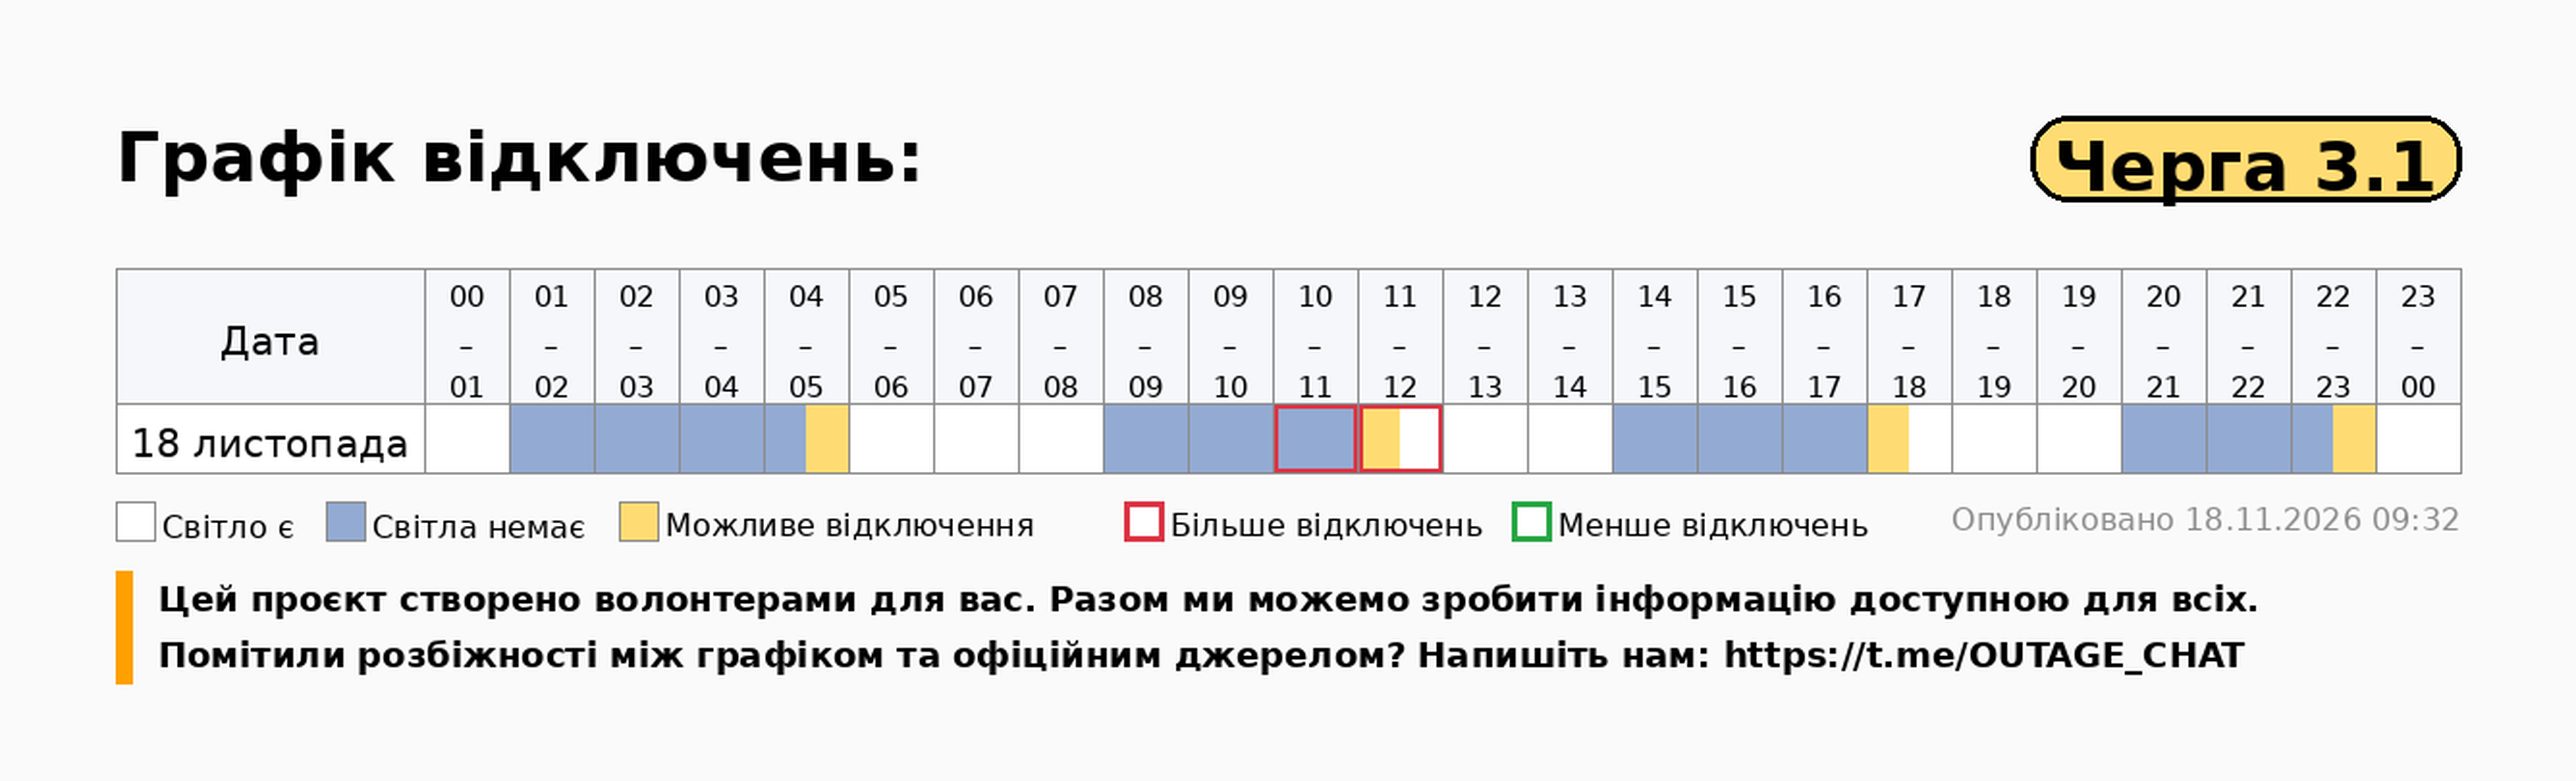 Графік відключень:
Черга 3.1
Дата
00 – 01
01 – 02
02 – 03
03 – 04
04 – 05
05 – 06
06 – 07
07 – 08
08 – 09
09 – 10
10 – 11
11 – 12
12 – 13
13 – 14
14 – 15
15 – 16
16 – 17
17 – 18
18 – 19
19 – 20
20 – 21
21 – 22
22 – 23
23 – 00
18 листопада
Світло є
Світла немає
Можливе відключення
Більше відключень
Менше відключень
Опубліковано 18.11.2026 09:32
Цей проєкт створено волонтерами для вас. Разом ми можемо зробити інформацію доступною для всіх.
Помітили розбіжності між графіком та офіційним джерелом? Напишіть нам: https://t.me/OUTAGE_CHAT